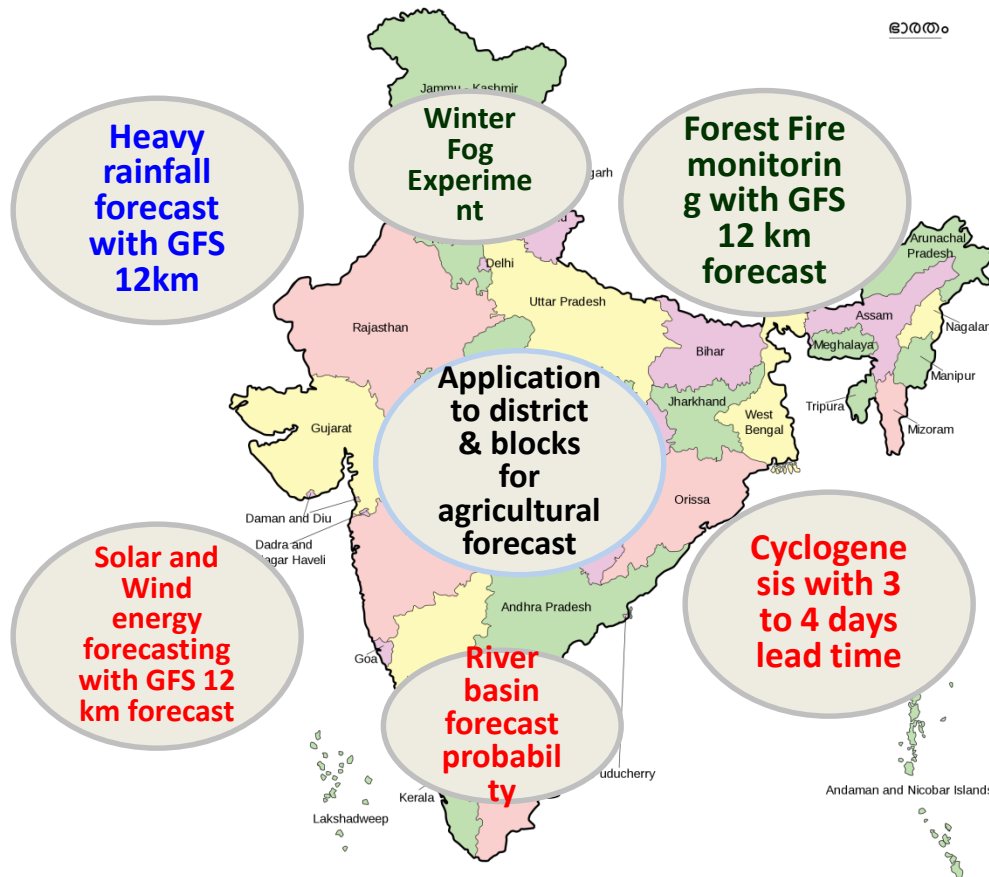 ഭാരതം
Jammu - Kashmir
Heavy
rainfall
forecast
with GFS
12km
Winter
Fog
Experime
nt
Forest Fire
monitorin
g with GFS
12 km
forecast
garh
Delhi
Arunachal
Pradesh
Uttar Pradesh
Rajasthan
Assam
Nagalan
Bihar
Meghalaya
Manipur
Application
to district
& blocks
for
agricultural
forecast
Jharkhand
Tripura
West
Bengal
Gujarat
Mizoram
Orissa
Daman and Diu
Dadra and
agar Haveli
Solar and
Wind
energy
forecasting
with GFS 12
km forecast
Cyclogene
sis with 3
to 4 days
lead time
Andhra Pradesh
Goa
River
basin
forecast
probabil
ty
uducherry
Kerala
Lakshadweep
Andaman and Nicobar Islands